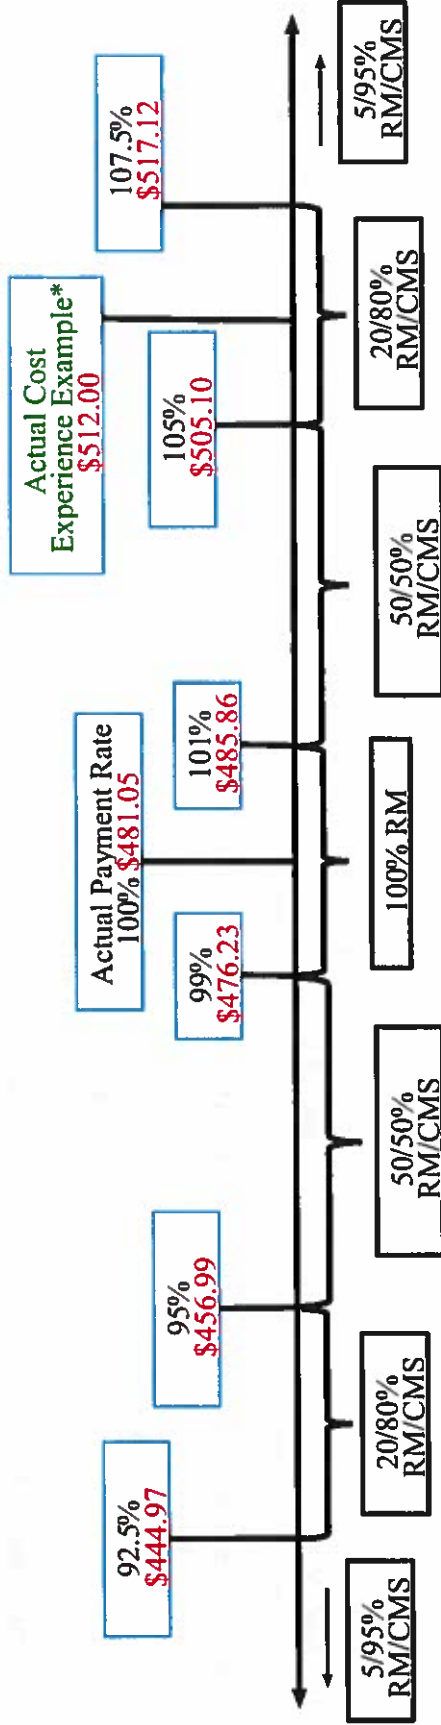 Actual Cost
Experience Example*
$512.00
Actual Payment Rate
100% $481.05
92.5%
$444.97
95%
$456.99
99%
$476.23
101%
$485.86
105%
$505.10
107.5%
$517.12
5/95%
RM/CMS
20/80%
RM/CMS
50/50%
RM/CMS
100% RM
50/50%
RM/CMS
20/80%
RM/CMS
5/95%
RM/CMS